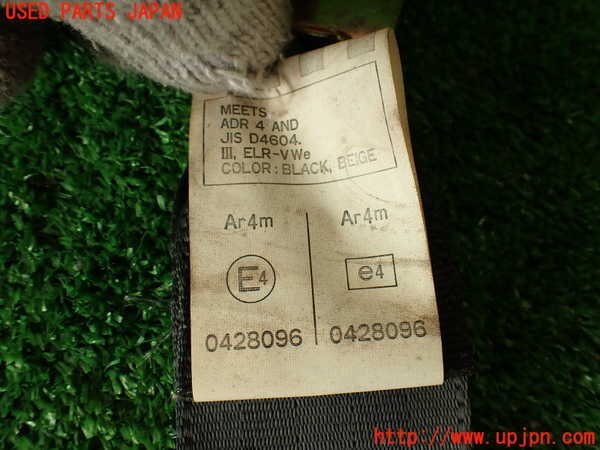 USED PARTS JAPAN
MEETS
ADR 4 AND
JIS D4604.
III, ELR-VWe
COLOR: BLACK, BEIGE
Ar4m Ar4m
E4 e4
0428096 0428096
http://www.upjpn.com/